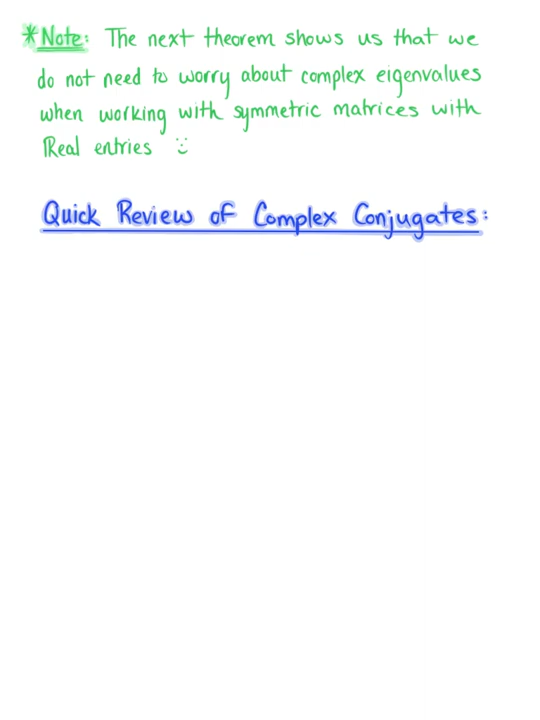 *Note: The next theorem shows us that we
do not need to worry about complex eigenvalues
when working with symmetric matrices with
Real entries :)
Quick Review of Complex Conjugates: